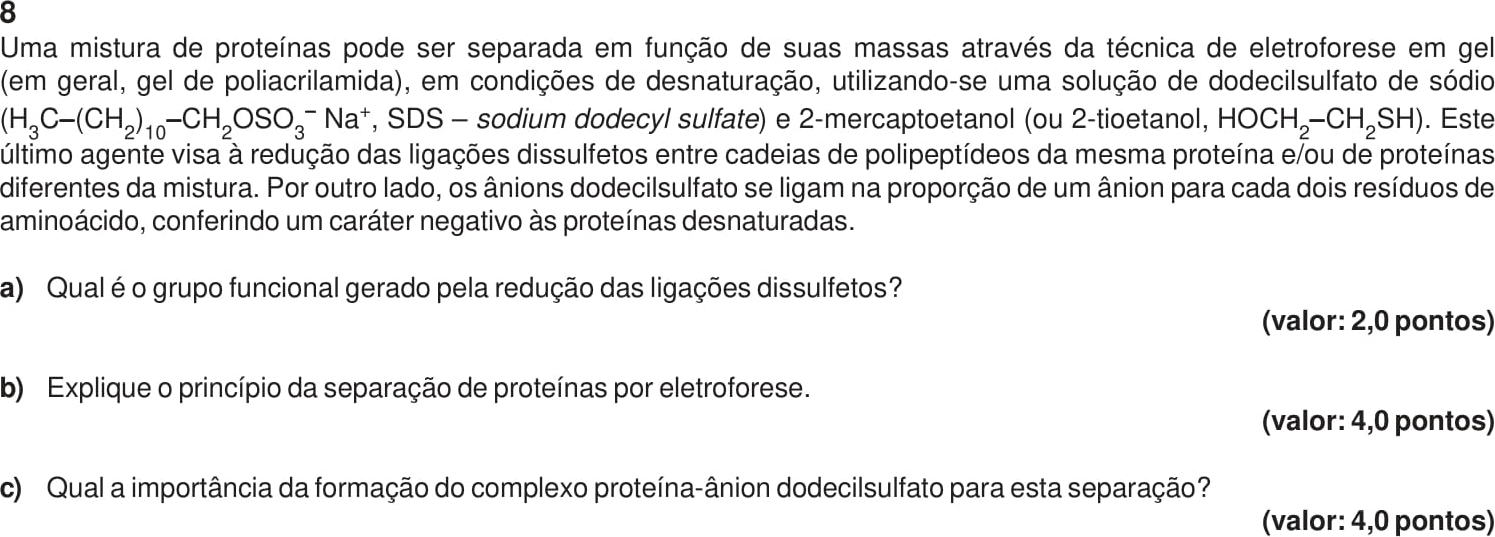 8
Uma mistura de proteínas pode ser separada em função de suas massas através da técnica de eletroforese em gel
(em geral, gel de poliacrilamida), em condições de desnaturação, utilizando-se uma solução de dodecilsulfato de sódio
(H₃C–(CH₂)₁₀–CH₂OSO₃⁻ Na⁺, SDS – sodium dodecyl sulfate) e 2-mercaptoetanol (ou 2-tioetanol, HOCH₂–CH₂SH). Este
último agente visa à redução das ligações dissulfetos entre cadeias de polipeptídeos da mesma proteína e/ou de proteínas
diferentes da mistura. Por outro lado, os ânions dodecilsulfato se ligam na proporção de um ânion para cada dois resíduos de
aminoácido, conferindo um caráter negativo às proteínas desnaturadas.
a) Qual é o grupo funcional gerado pela redução das ligações dissulfetos?
(valor: 2,0 pontos)
b) Explique o princípio da separação de proteínas por eletroforese.
(valor: 4,0 pontos)
c) Qual a importância da formação do complexo proteína-ânion dodecilsulfato para esta separação?
(valor: 4,0 pontos)